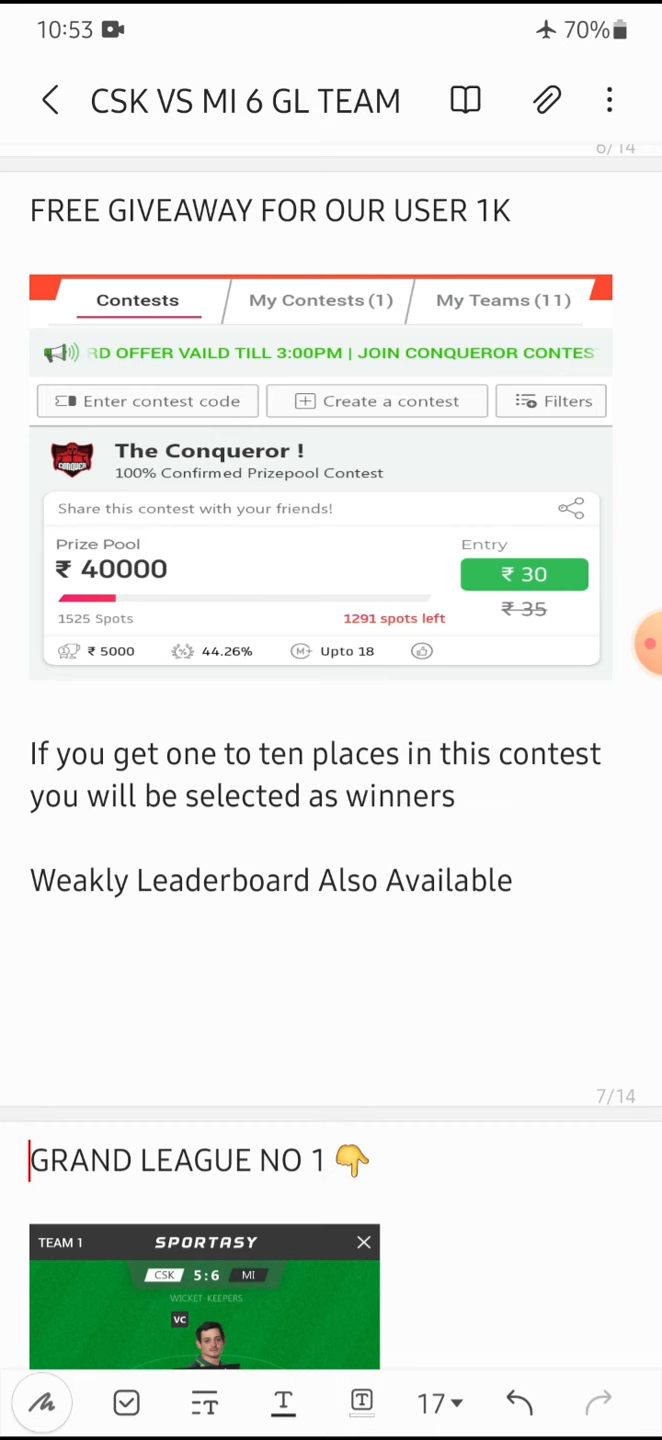 10:53 70%
CSK VS MI 6 GL TEAM
6/14
FREE GIVEAWAY FOR OUR USER 1K
Contests My Contests (1) My Teams (11)
RD OFFER VAILD TILL 3:00PM | JOIN CONQUEROR CONTES
Enter contest code Create a contest Filters
The Conqueror !
CONQUER
100% Confirmed Prizepool Contest
Share this contest with your friends!
Prize Pool Entry
₹ 40000 ₹ 30
₹ 35
1525 Spots 1291 spots left
₹ 5000 44.26% M+ Upto 18
If you get one to ten places in this contest
you will be selected as winners
Weakly Leaderboard Also Available
7/14
GRAND LEAGUE NO 1 👇
TEAM 1 SPORTASY
CSK 5:6 MI
WICKET-KEEPERS
VC
17